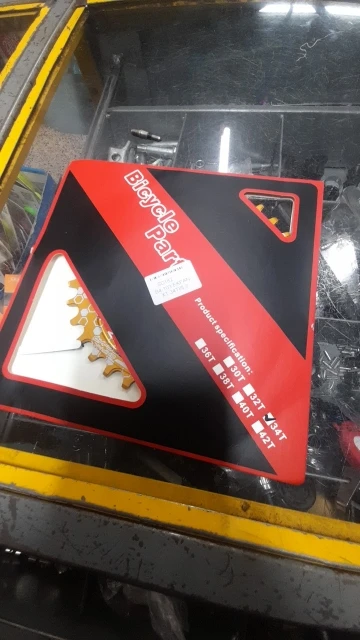 Bicycle
Part
Product specification:
30T
32T
34T
36T
38T
40T
42T